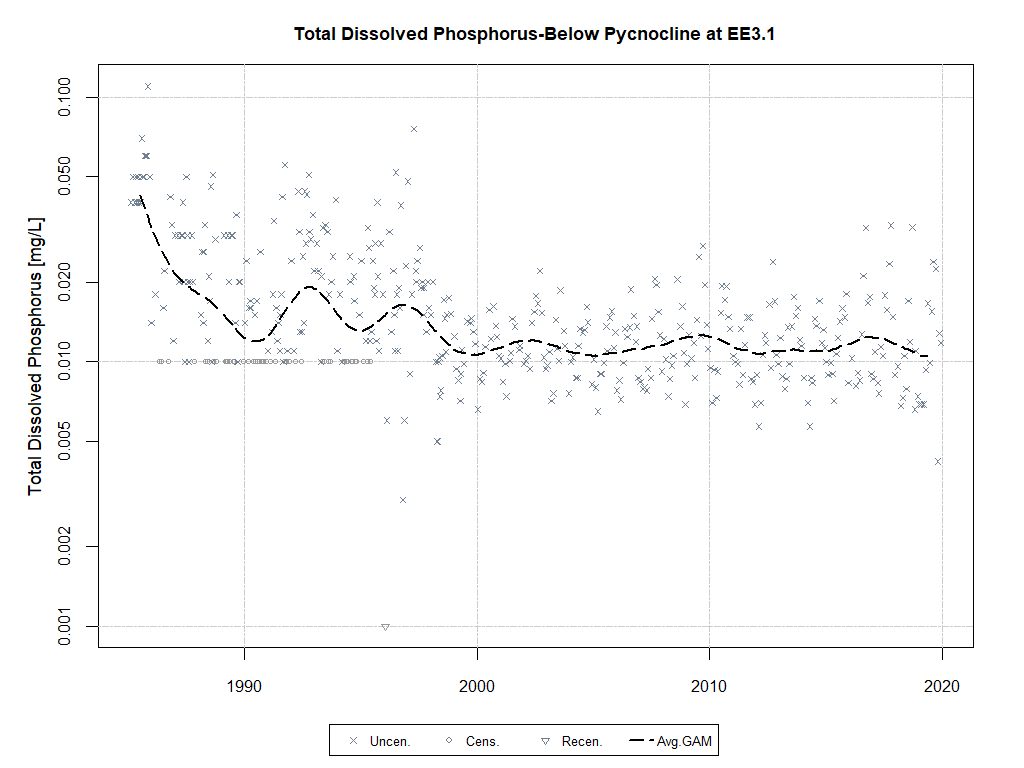 Total Dissolved Phosphorus-Below Pycnocline at EE3.1
Total Dissolved Phosphorus [mg/L]
0.100
0.050
0.020
0.010
0.005
0.002
0.001
1990 2000 2010 2020
Uncen. Cens. Recen. Avg.GAM